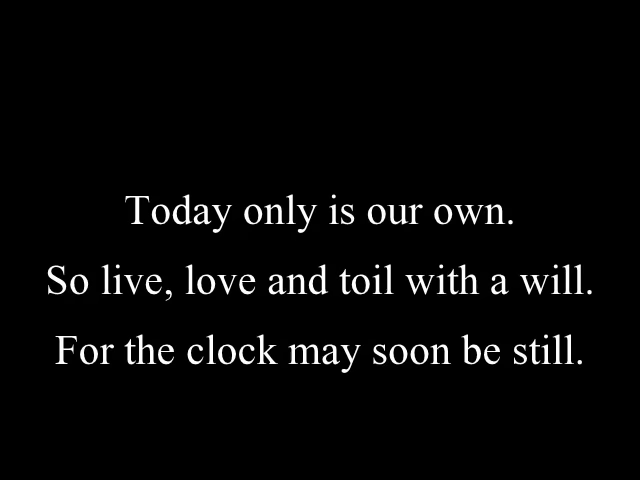 Today only is our own.
So live, love and toil with a will.
For the clock may soon be still.